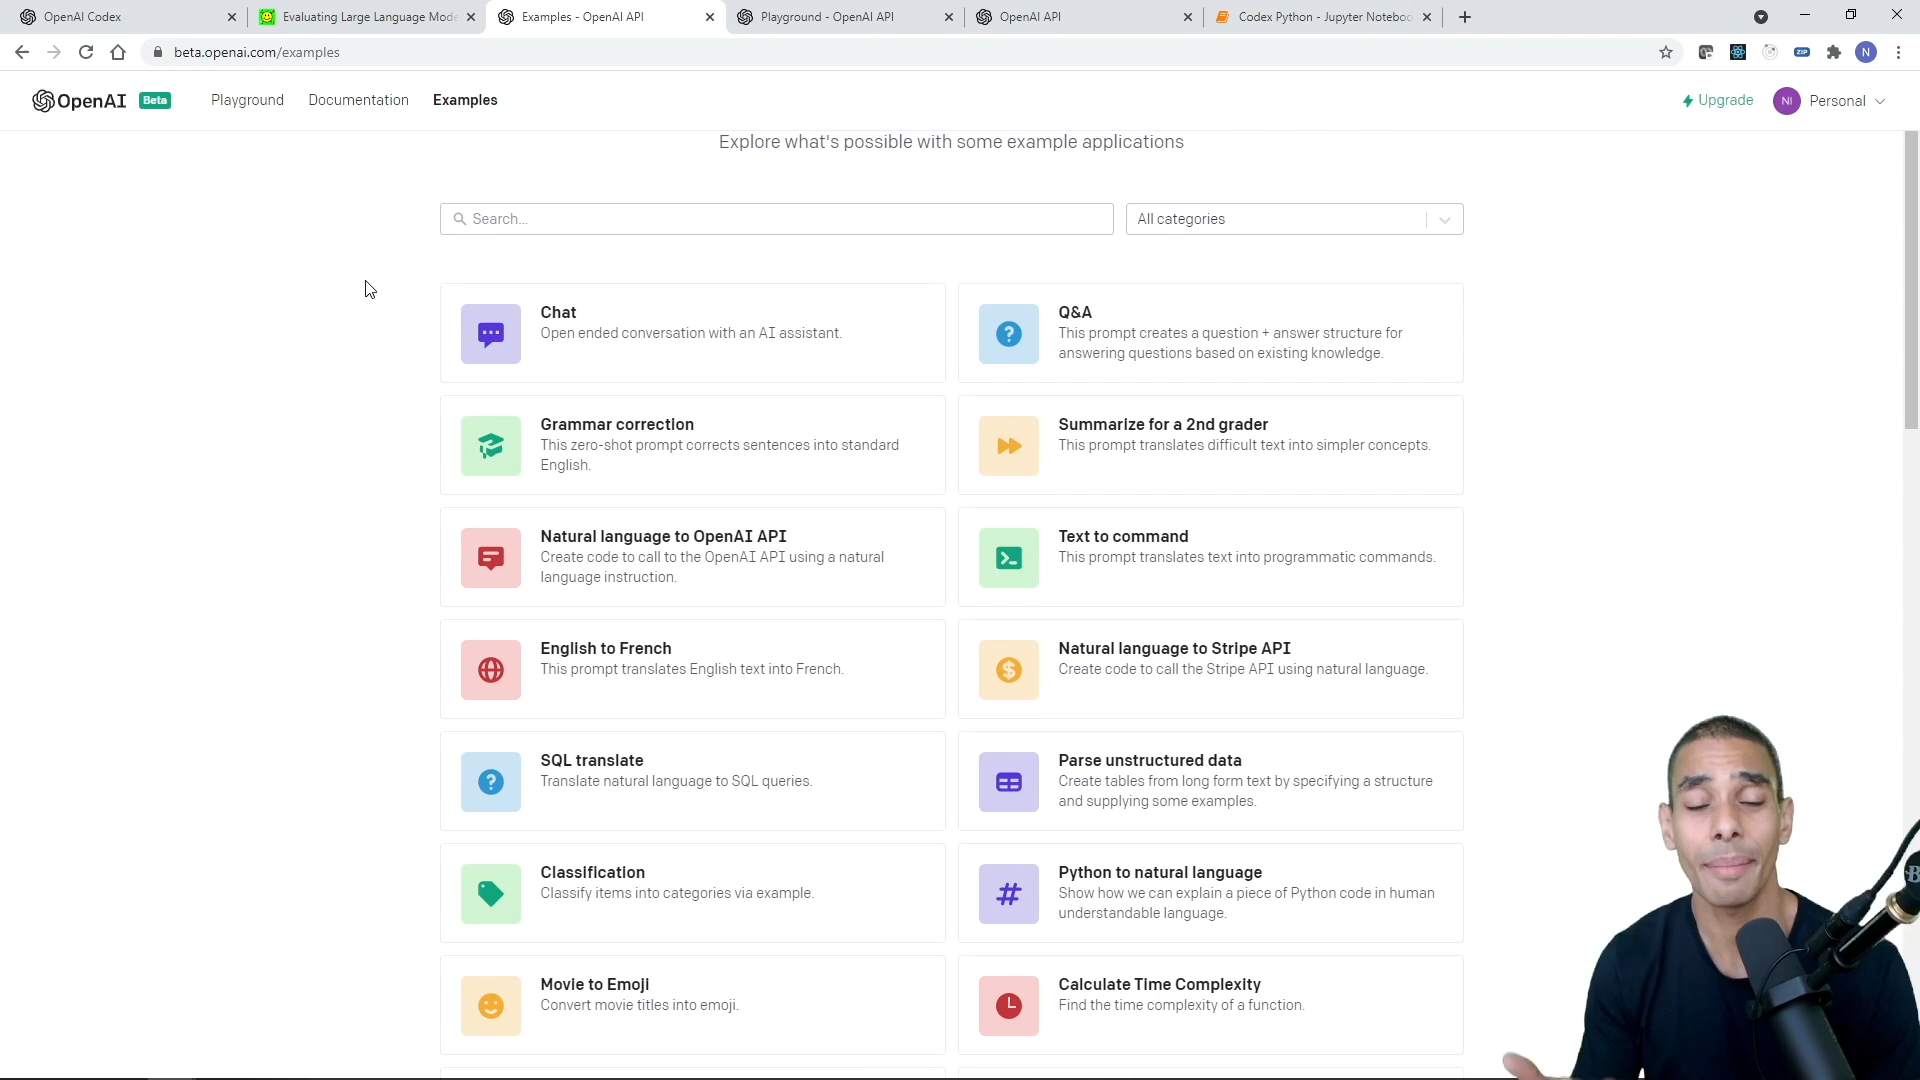 OpenAI Codex
Evaluating Large Language Mode
Examples - OpenAI API
Playground - OpenAI API
OpenAI API
Codex Python - Jupyter Noteboo
beta.openai.com/examples
ZIP
N
OpenAI
Beta
Playground
Documentation
Examples
Upgrade
NI
Personal
Explore what's possible with some example applications
Search...
All categories
Chat
Open ended conversation with an AI assistant.
Q&A
This prompt creates a question + answer structure for
answering questions based on existing knowledge.
Grammar correction
This zero-shot prompt corrects sentences into standard
English.
Summarize for a 2nd grader
This prompt translates difficult text into simpler concepts.
Natural language to OpenAI API
Create code to call to the OpenAI API using a natural
language instruction.
Text to command
This prompt translates text into programmatic commands.
English to French
This prompt translates English text into French.
Natural language to Stripe API
Create code to call the Stripe API using natural language.
SQL translate
Translate natural language to SQL queries.
Parse unstructured data
Create tables from long form text by specifying a structure
and supplying some examples.
Classification
Classify items into categories via example.
Python to natural language
Show how we can explain a piece of Python code in human
understandable language.
Movie to Emoji
Convert movie titles into emoji.
Calculate Time Complexity
Find the time complexity of a function.